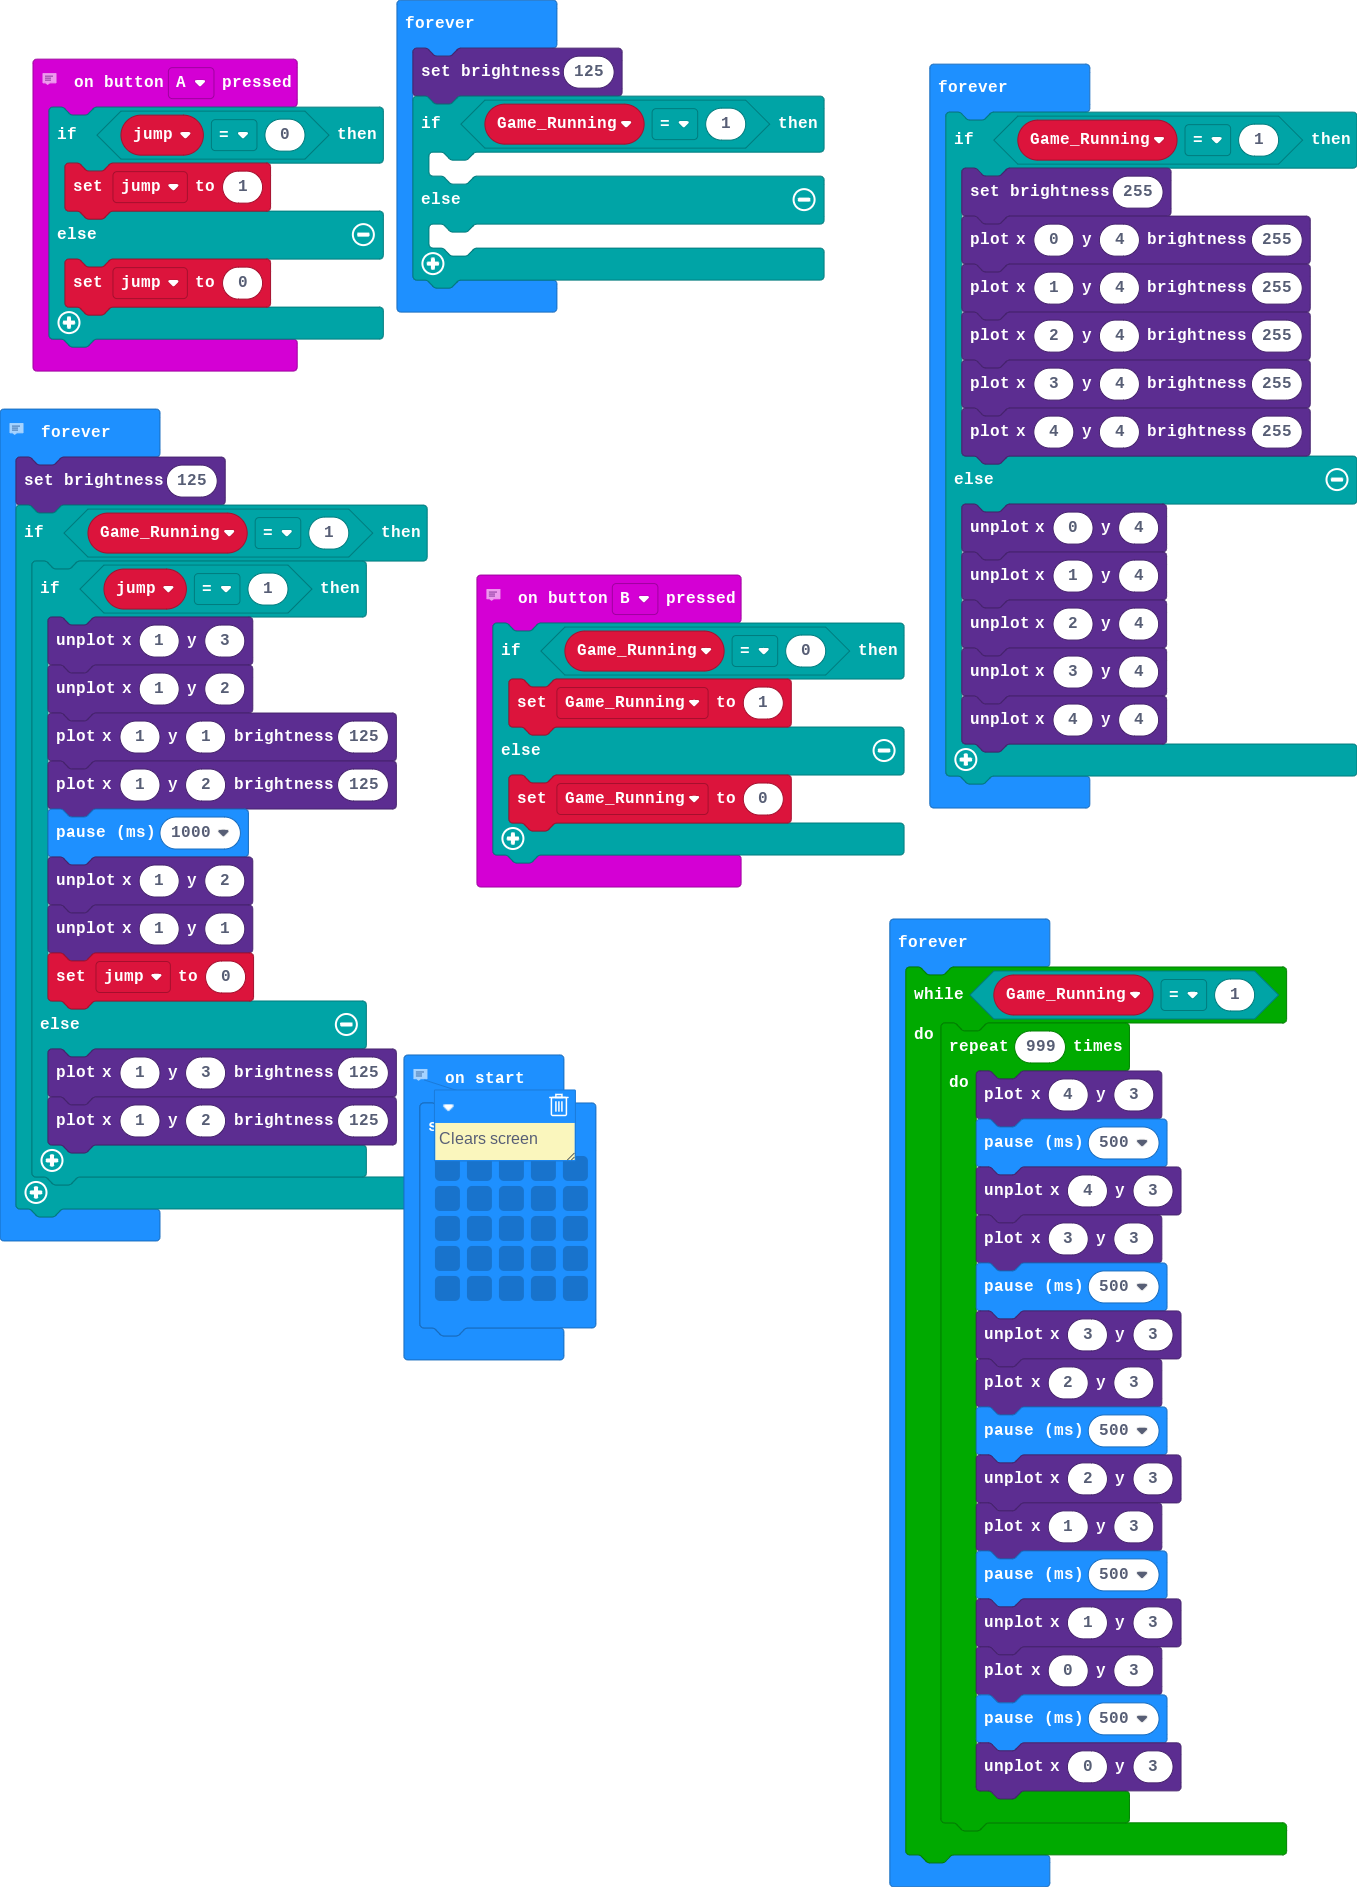 on button A pressed
if jump = 0 then
set jump to 1
else
set jump to 0
forever
set brightness 125
if Game_Running = 1 then
else
forever
if Game_Running = 1 then
set brightness 255
plot x 0 y 4 brightness 255
plot x 1 y 4 brightness 255
plot x 2 y 4 brightness 255
plot x 3 y 4 brightness 255
plot x 4 y 4 brightness 255
else
unplot x 0 y 4
unplot x 1 y 4
unplot x 2 y 4
unplot x 3 y 4
unplot x 4 y 4
forever
set brightness 125
if Game_Running = 1 then
if jump = 1 then
unplot x 1 y 3
unplot x 1 y 2
plot x 1 y 1 brightness 125
plot x 1 y 2 brightness 125
pause (ms) 1000
unplot x 1 y 2
unplot x 1 y 1
set jump to 0
else
plot x 1 y 3 brightness 125
plot x 1 y 2 brightness 125
on button B pressed
if Game_Running = 0 then
set Game_Running to 1
else
set Game_Running to 0
on start
Clears screen
forever
while Game_Running = 1
do
repeat 999 times
do
plot x 4 y 3
pause (ms) 500
unplot x 4 y 3
plot x 3 y 3
pause (ms) 500
unplot x 3 y 3
plot x 2 y 3
pause (ms) 500
unplot x 2 y 3
plot x 1 y 3
pause (ms) 500
unplot x 1 y 3
plot x 0 y 3
pause (ms) 500
unplot x 0 y 3